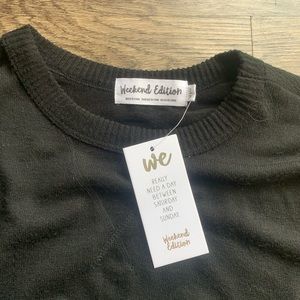 Weekend Edition
we
REALLY
NEED A DAY
BETWEEN
SATURDAY
AND
SUNDAY
Weekend
Edition